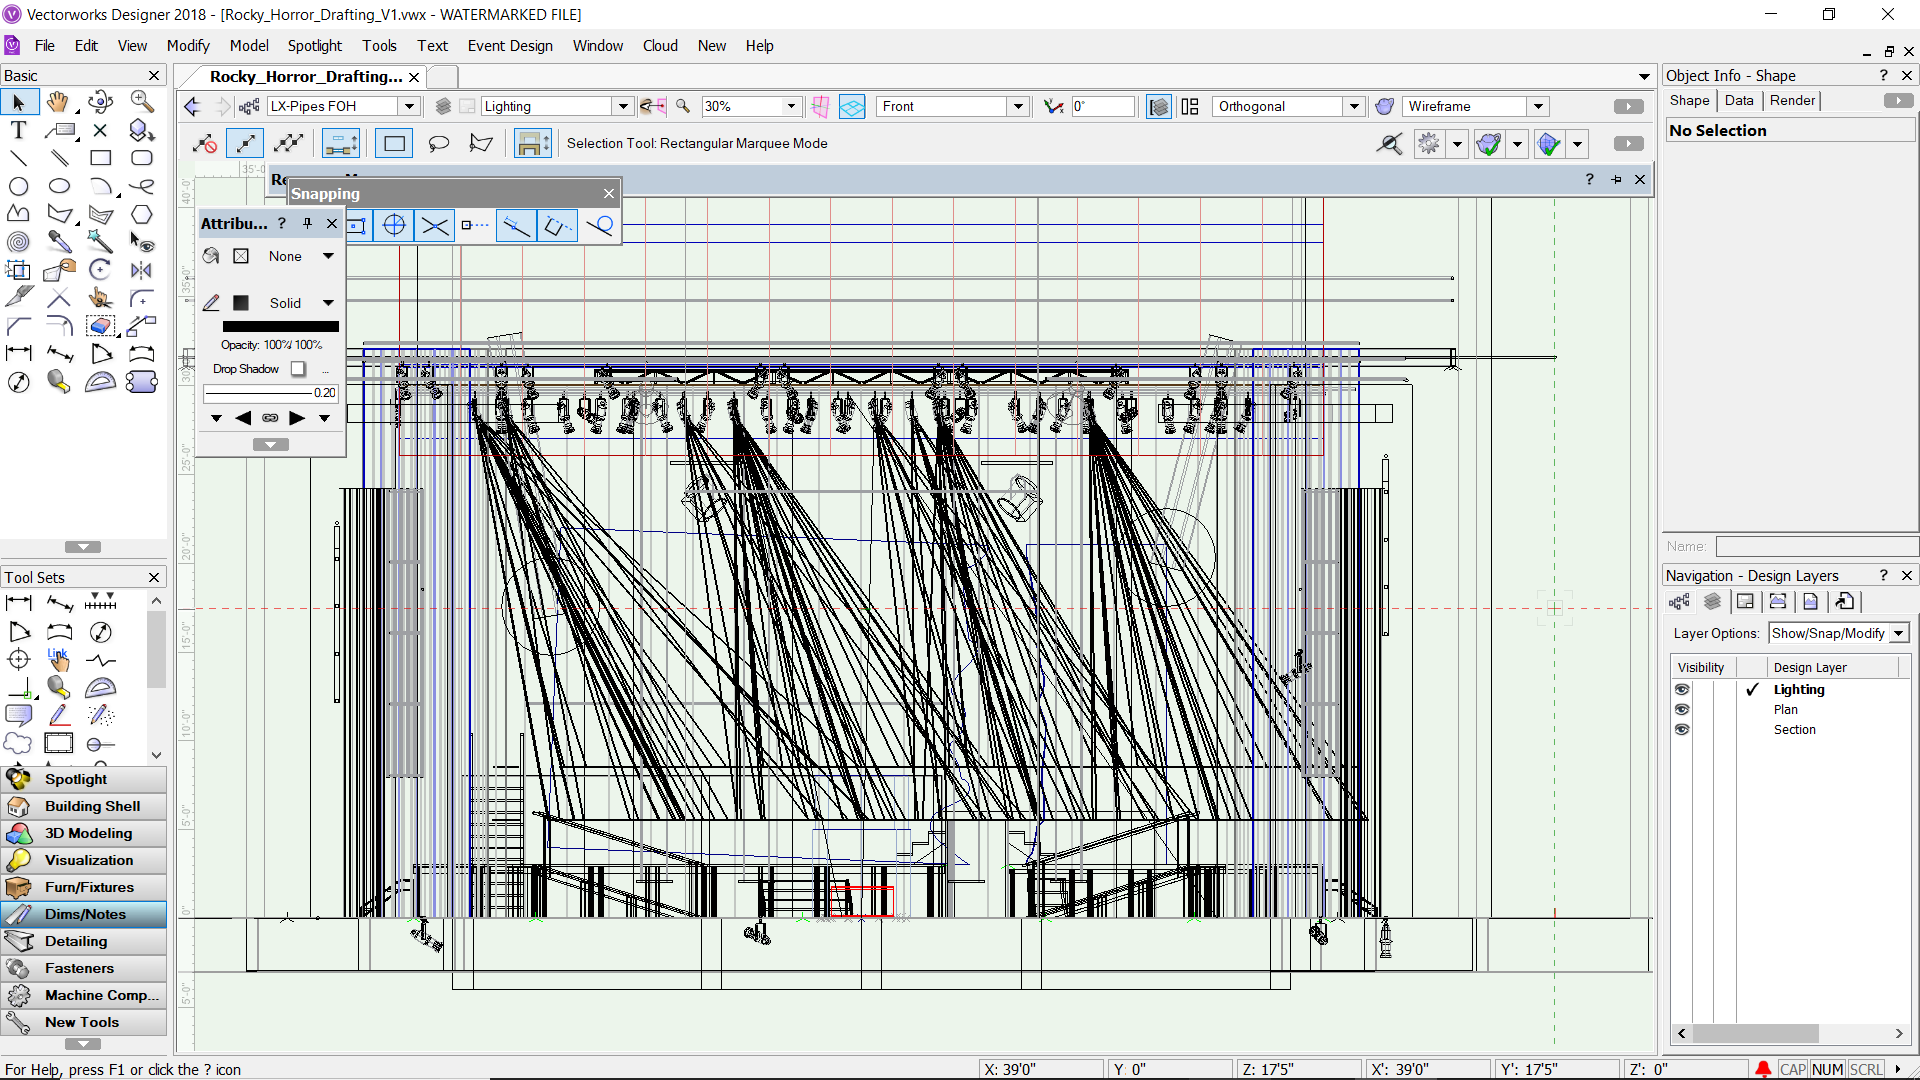 Vectorworks Designer 2018 - [Rocky_Horror_Drafting_V1.vwx - WATERMARKED FILE]
File Edit View Modify Model Spotlight Tools Text Event Design Window Cloud New Help
Basic
Rocky_Horror_Drafting...
LX-Pipes FOH
Lighting
30%
Front
0°
Orthogonal
Wireframe
Selection Tool: Rectangular Marquee Mode
Snapping
Attribu... ?
None
Solid
Opacity: 100%/ 100%
Drop Shadow
...
0.20
35'-0"
40'-0"
35'-0"
25'-0"
20'-0"
15'-0"
10'-0"
5'-0"
0"
5'-0"
Tool Sets
Link
Spotlight
Building Shell
3D Modeling
Visualization
Furn/Fixtures
Dims/Notes
Detailing
Fasteners
Machine Comp...
New Tools
Object Info - Shape ?
Shape Data Render
No Selection
Name:
Navigation - Design Layers ?
Layer Options: Show/Snap/Modify
Visibility Design Layer
Lighting
Plan
Section
For Help, press F1 or click the ? icon
X: 39'0" Y: 0" Z: 17'5" X': 39'0" Y': 17'5" Z': 0"
CAP NUM SCRL